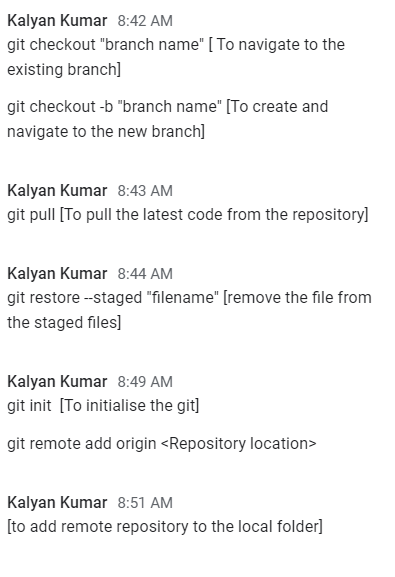 Kalyan Kumar 8:42 AM
git checkout "branch name" [ To navigate to the
existing branch]
git checkout -b "branch name" [To create and
navigate to the new branch]
Kalyan Kumar 8:43 AM
git pull [To pull the latest code from the repository]
Kalyan Kumar 8:44 AM
git restore --staged "filename" [remove the file from
the staged files]
Kalyan Kumar 8:49 AM
git init  [To initialise the git]
git remote add origin <Repository location>
Kalyan Kumar 8:51 AM
[to add remote repository to the local folder]